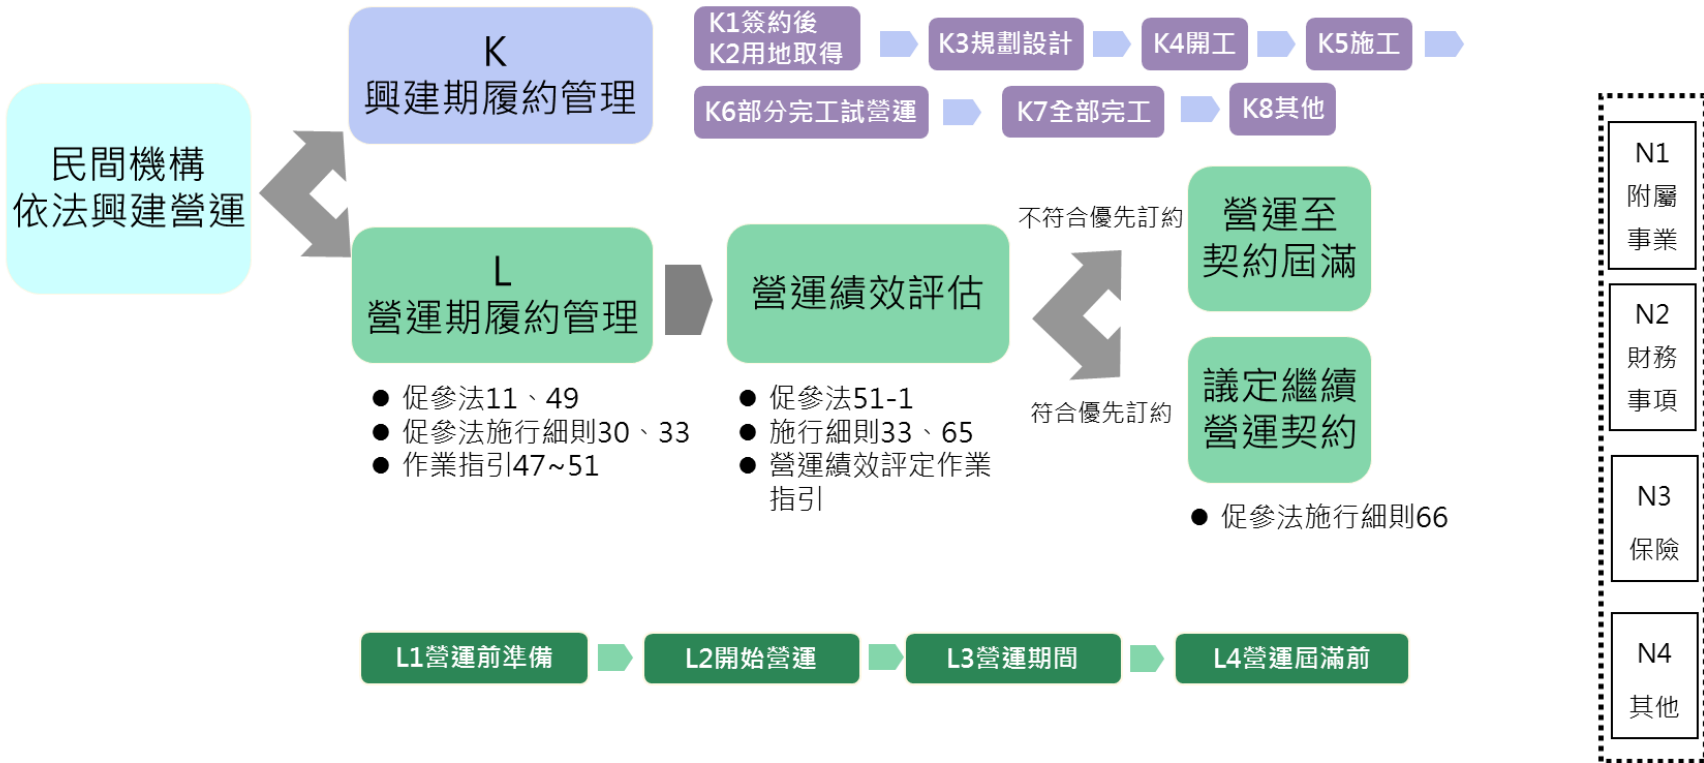 民間機構
依法興建營運
K
興建期履約管理
K1簽約後
K2用地取得
K3規劃設計
K4開工
K5施工
K6部分完工試營運
K7全部完工
K8其他
L
營運期履約管理
● 促參法11、49
● 促參法施行細則30、33
● 作業指引47~51
營運績效評估
● 促參法51-1
● 施行細則33、65
● 營運績效評定作業
指引
不符合優先訂約
營運至
契約屆滿
符合優先訂約
議定繼續
營運契約
● 促參法施行細則66
L1營運前準備
L2開始營運
L3營運期間
L4營運屆滿前
N1
附屬
事業
N2
財務
事項
N3
保險
N4
其他